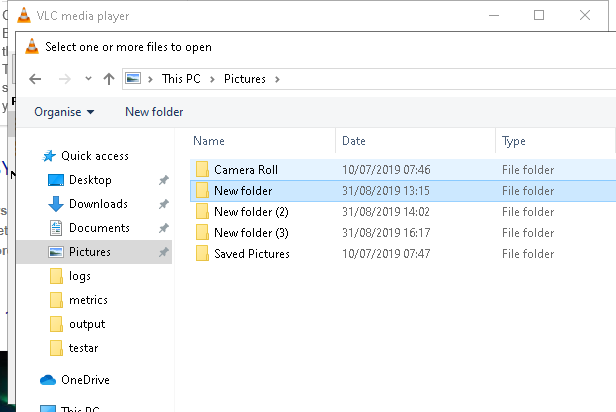 VLC media player
Select one or more files to open
This PC > Pictures >
Organise New folder
Name Date Type
Quick access
Desktop
Downloads
Documents
Pictures
logs
metrics
output
testar
OneDrive
This PC
Camera Roll 10/07/2019 07:46 File folder
New folder 31/08/2019 13:15 File folder
New folder (2) 31/08/2019 14:02 File folder
New folder (3) 31/08/2019 16:17 File folder
Saved Pictures 10/07/2019 07:47 File folder